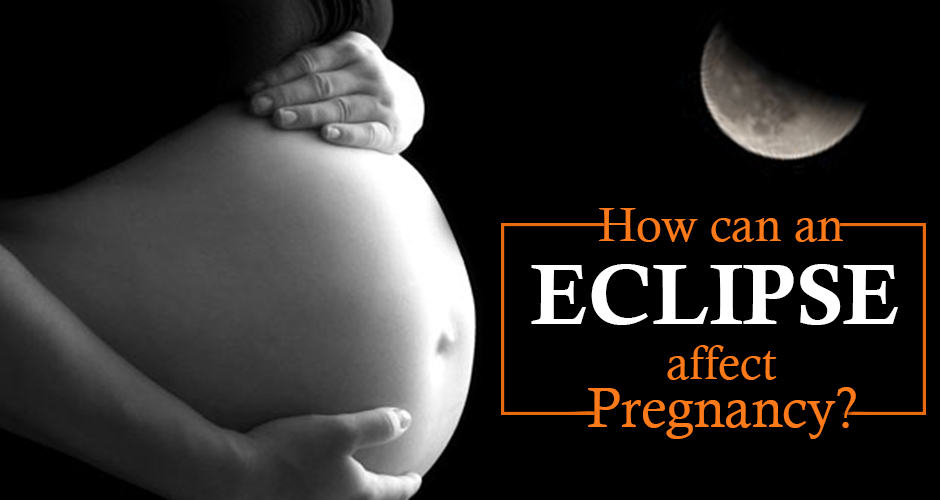 How can an
ECLIPSE
affect
Pregnancy?